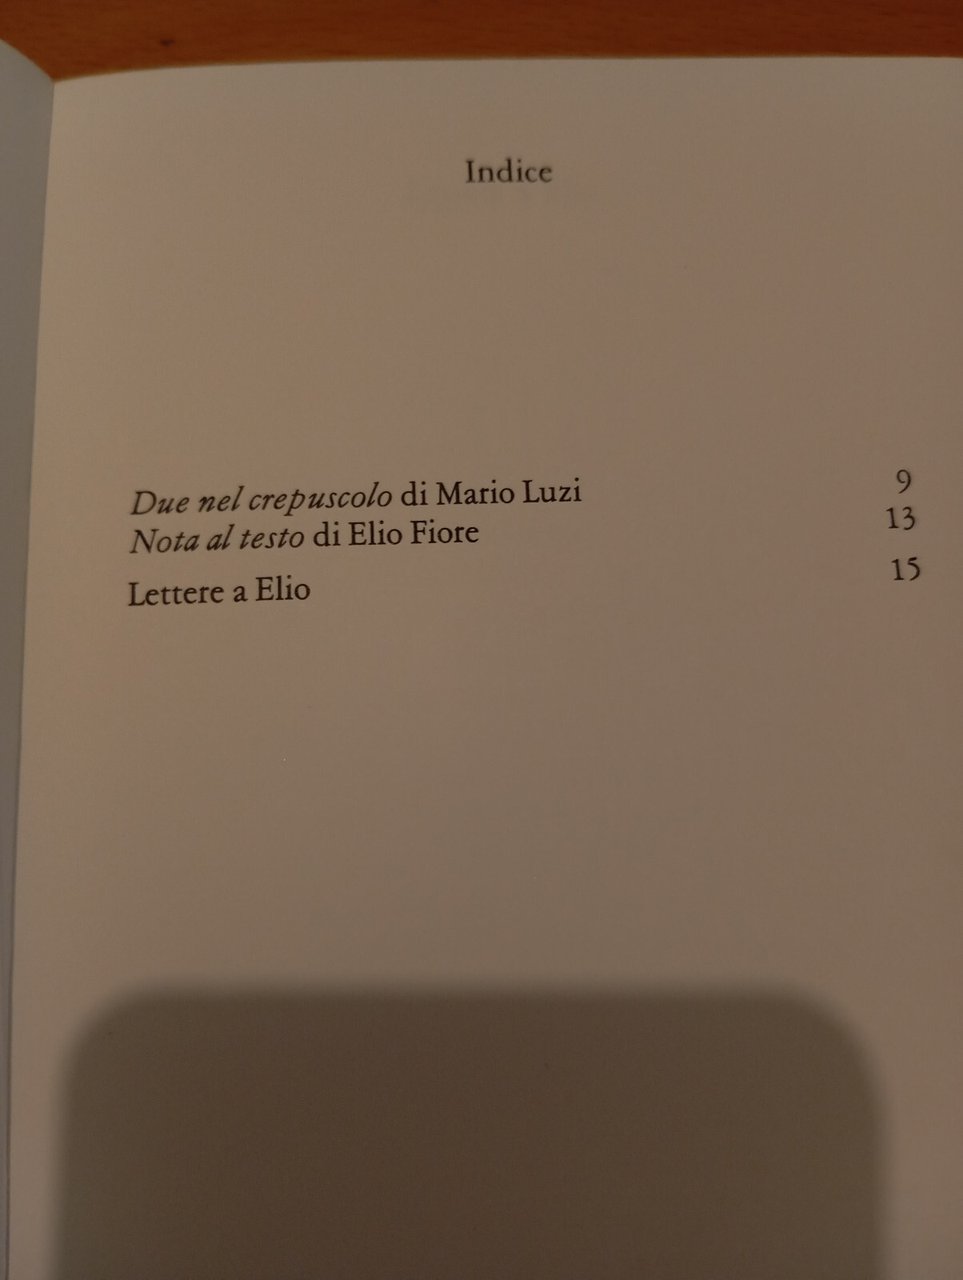 Indice
Due nel crepuscolo di Mario Luzi 9
Nota al testo di Elio Fiore 13
Lettere a Elio 15